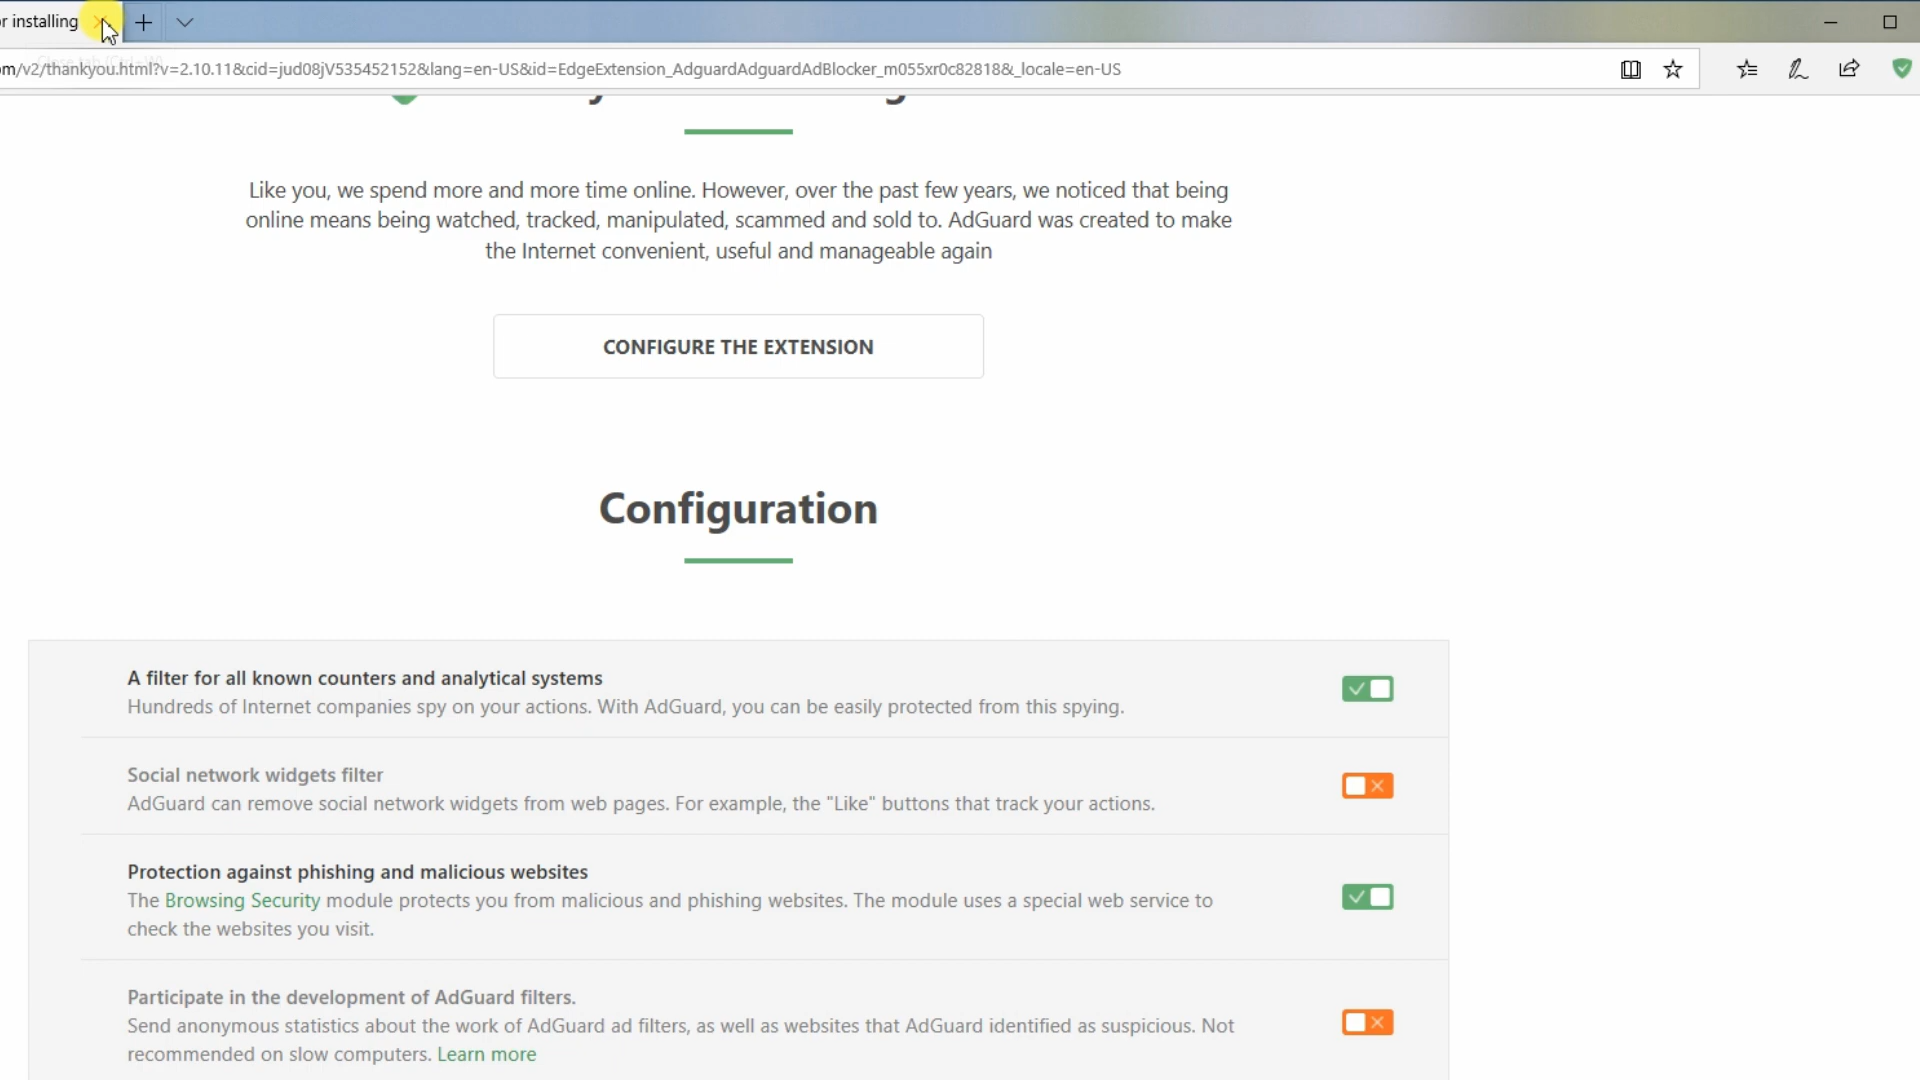 r installing
m/v2/thankyou.html?v=2.10.11&cid=jud08jV535452152&lang=en-US&id=EdgeExtension_AdguardAdguardAdBlocker_m055xr0c82818&_locale=en-US
Like you, we spend more and more time online. However, over the past few years, we noticed that being
online means being watched, tracked, manipulated, scammed and sold to. AdGuard was created to make
the Internet convenient, useful and manageable again
CONFIGURE THE EXTENSION
Configuration
A filter for all known counters and analytical systems
Hundreds of Internet companies spy on your actions. With AdGuard, you can be easily protected from this spying.
Social network widgets filter
AdGuard can remove social network widgets from web pages. For example, the "Like" buttons that track your actions.
Protection against phishing and malicious websites
The Browsing Security module protects you from malicious and phishing websites. The module uses a special web service to
check the websites you visit.
Participate in the development of AdGuard filters.
Send anonymous statistics about the work of AdGuard ad filters, as well as websites that AdGuard identified as suspicious. Not
recommended on slow computers. Learn more